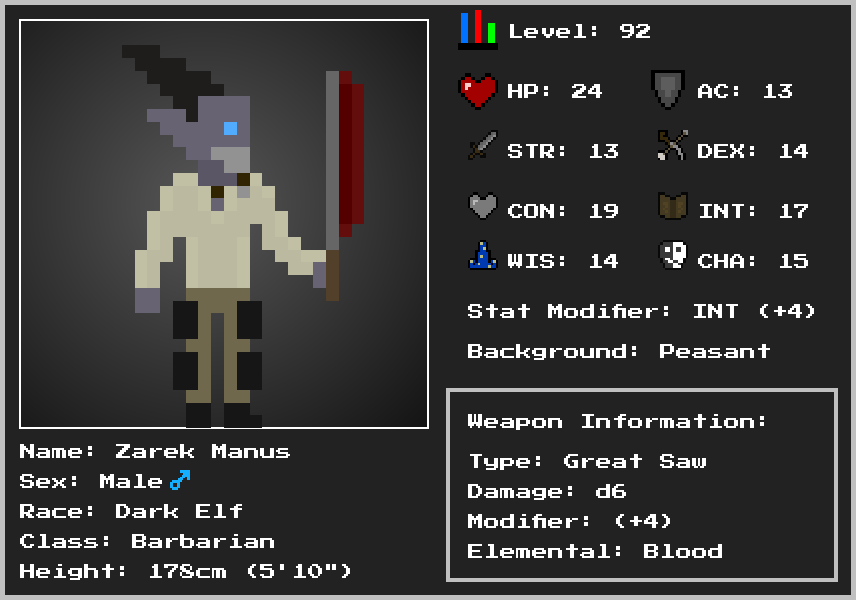 Level: 92
HP: 24
AC: 13
STR: 13
DEX: 14
CON: 19
INT: 17
WIS: 14
CHA: 15
Stat Modifier: INT (+4)
Background: Peasant
Weapon Information:
Type: Great Saw
Damage: d6
Modifier: (+4)
Elemental: Blood
Name: Zarek Manus
Sex: Male♂
Race: Dark Elf
Class: Barbarian
Height: 178cm (5'10")